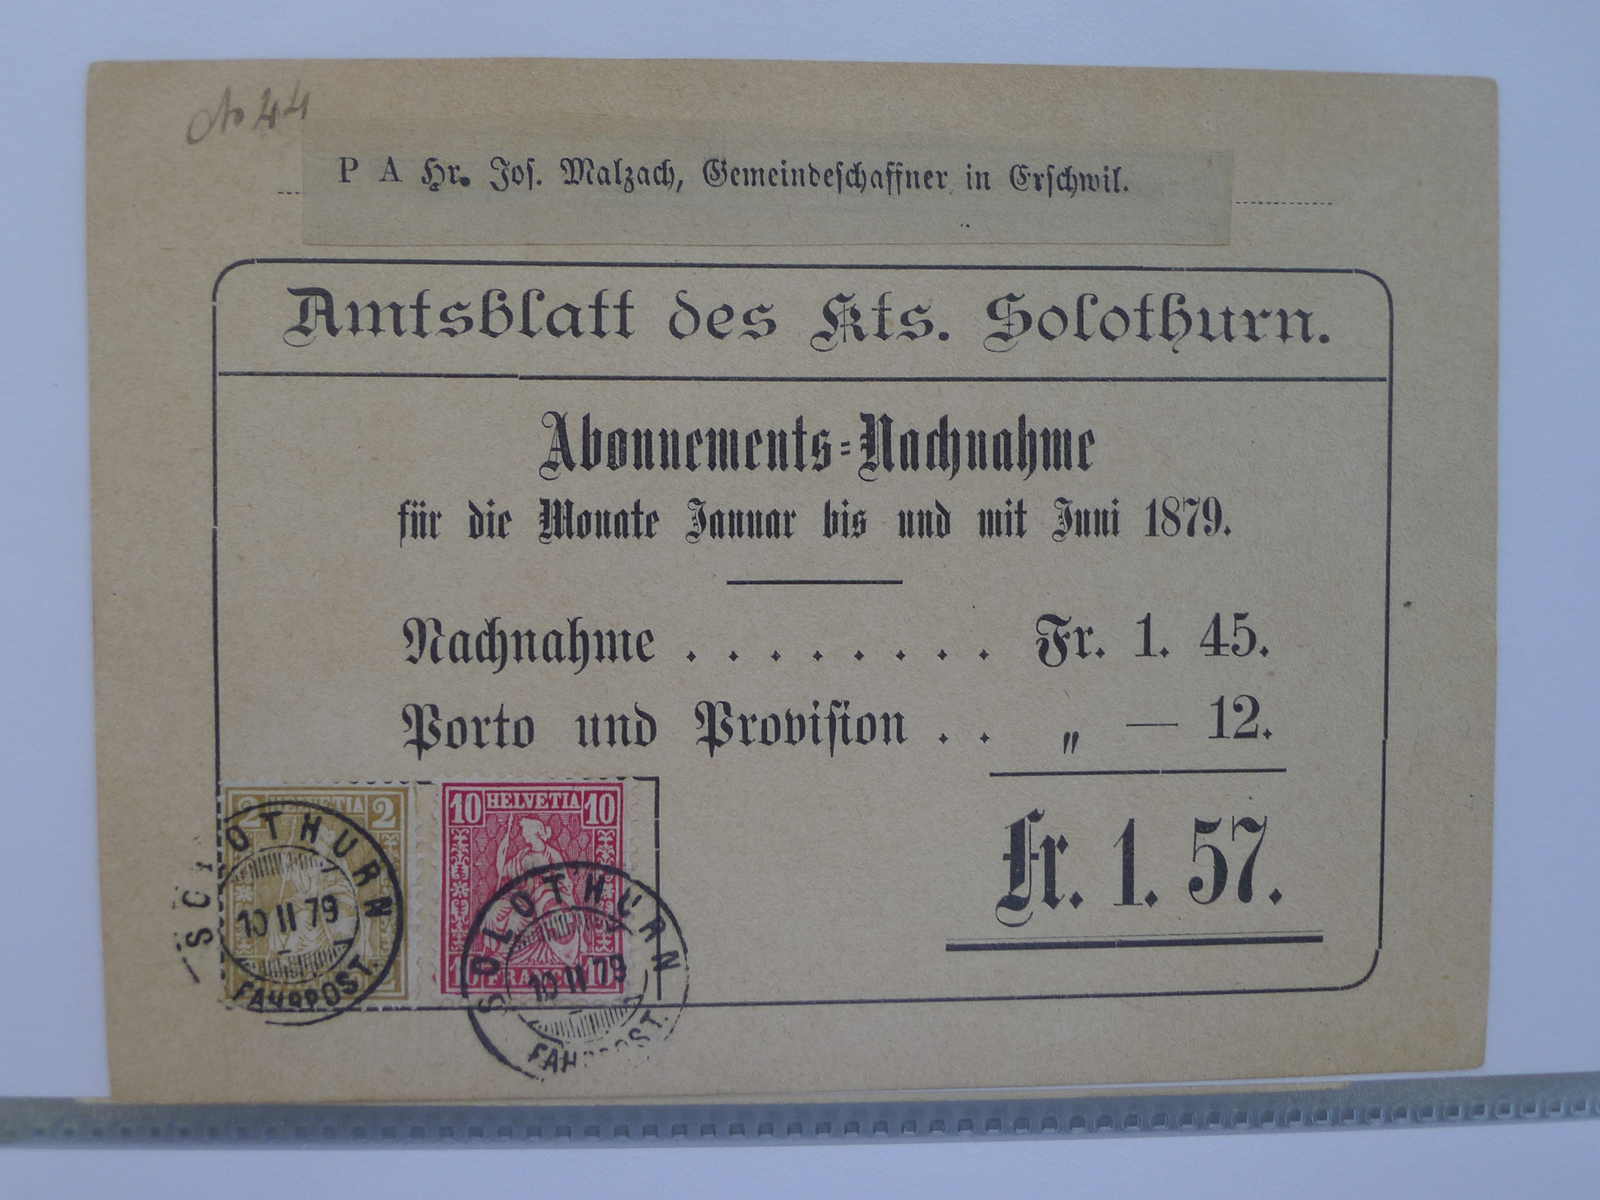 No 44
P A Hr. Jos. Malzach, Gemeindeschaffner in Erschwil.
Amtsblatt des Kts. Solothurn.
Abonnements-Nachnahme
für die Monate Januar bis und mit Juni 1879.
Nachnahme . . . . . . . . Fr. 1. 45.
Porto und Provision . . „ — 12.
Fr. 1. 57.
2 HELVETIA 2
SOLOTHURN
10 II 79
FAHRPOST.
10 HELVETIA 10
SOLOTHURN
10 II 79
FAHRPOST.